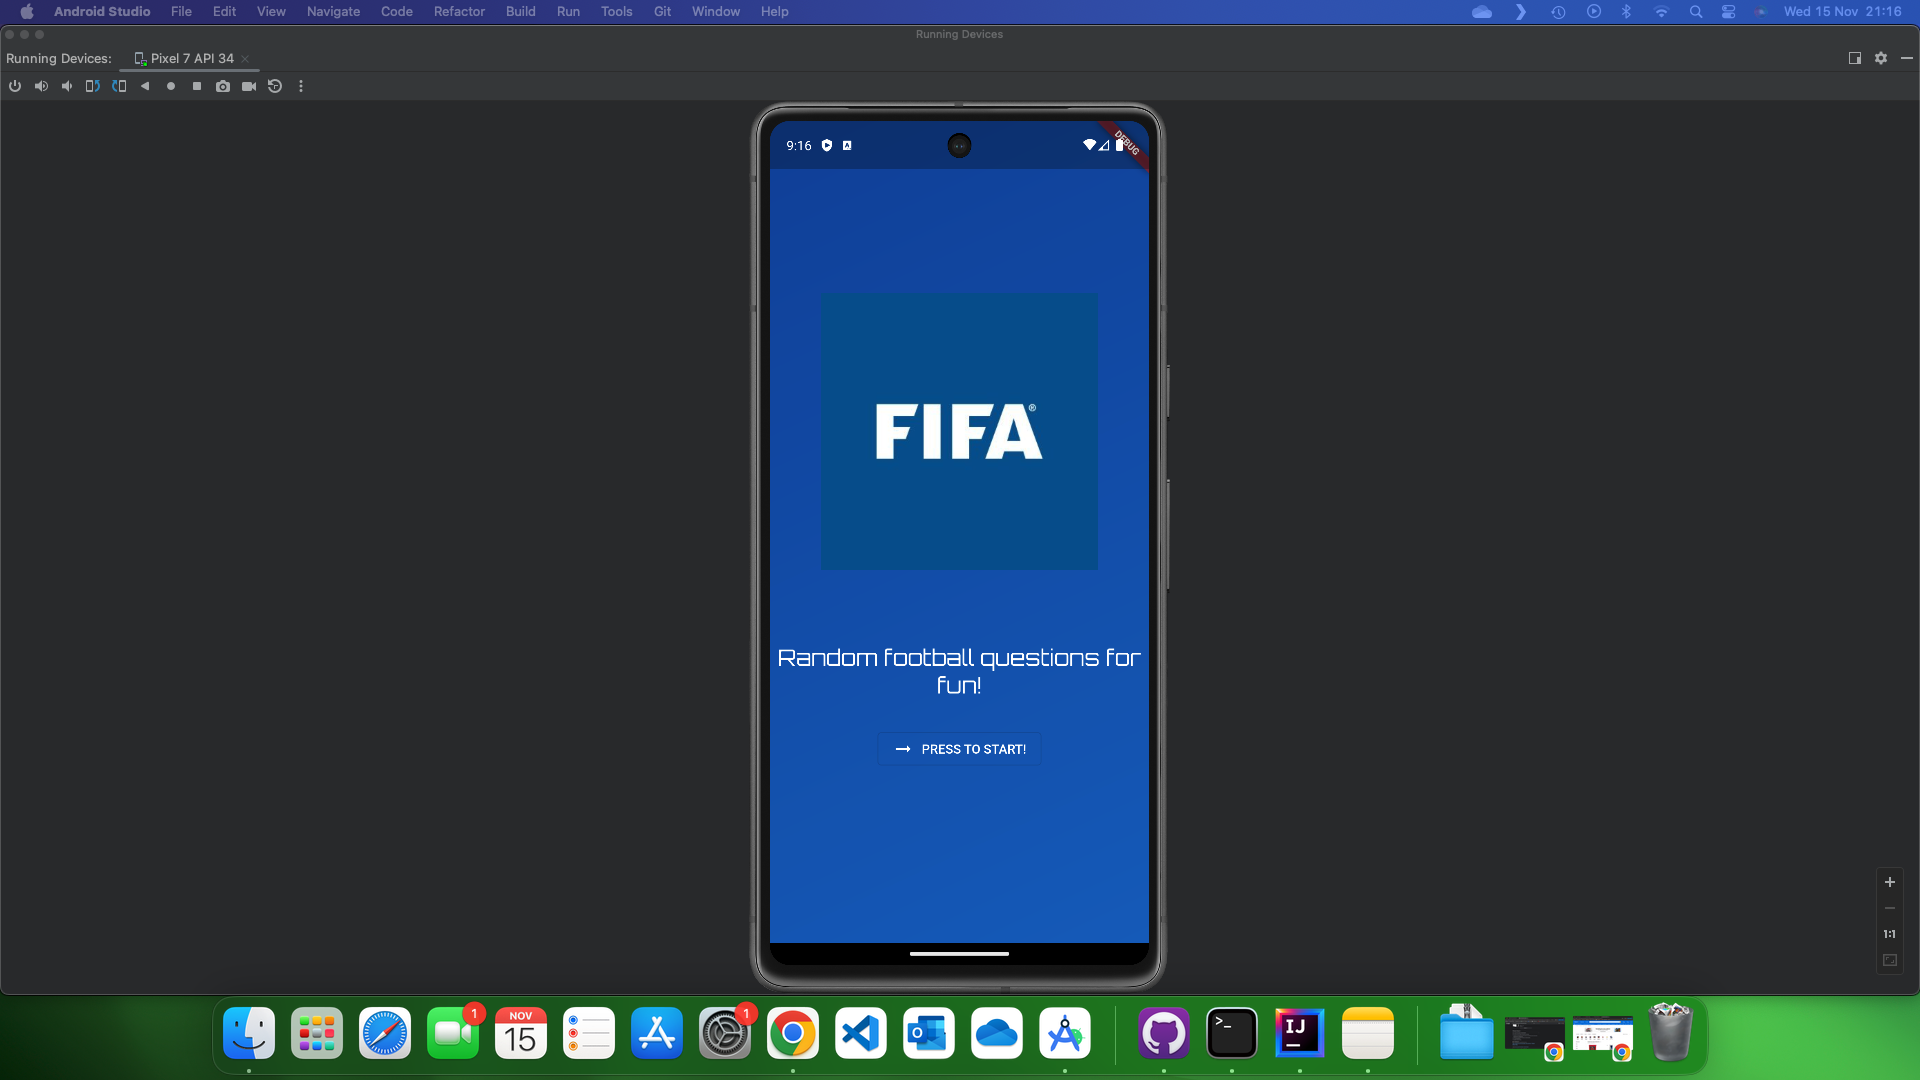 Android Studio File Edit View Navigate Code Refactor Build Run Tools Git Window Help Wed 15 Nov 21:16
Running Devices
Running Devices: Pixel 7 API 34
9:16
DEBUG
FIFA®
Random football questions for
fun!
PRESS TO START!
1:1
1
NOV
15
1
>_
IJ